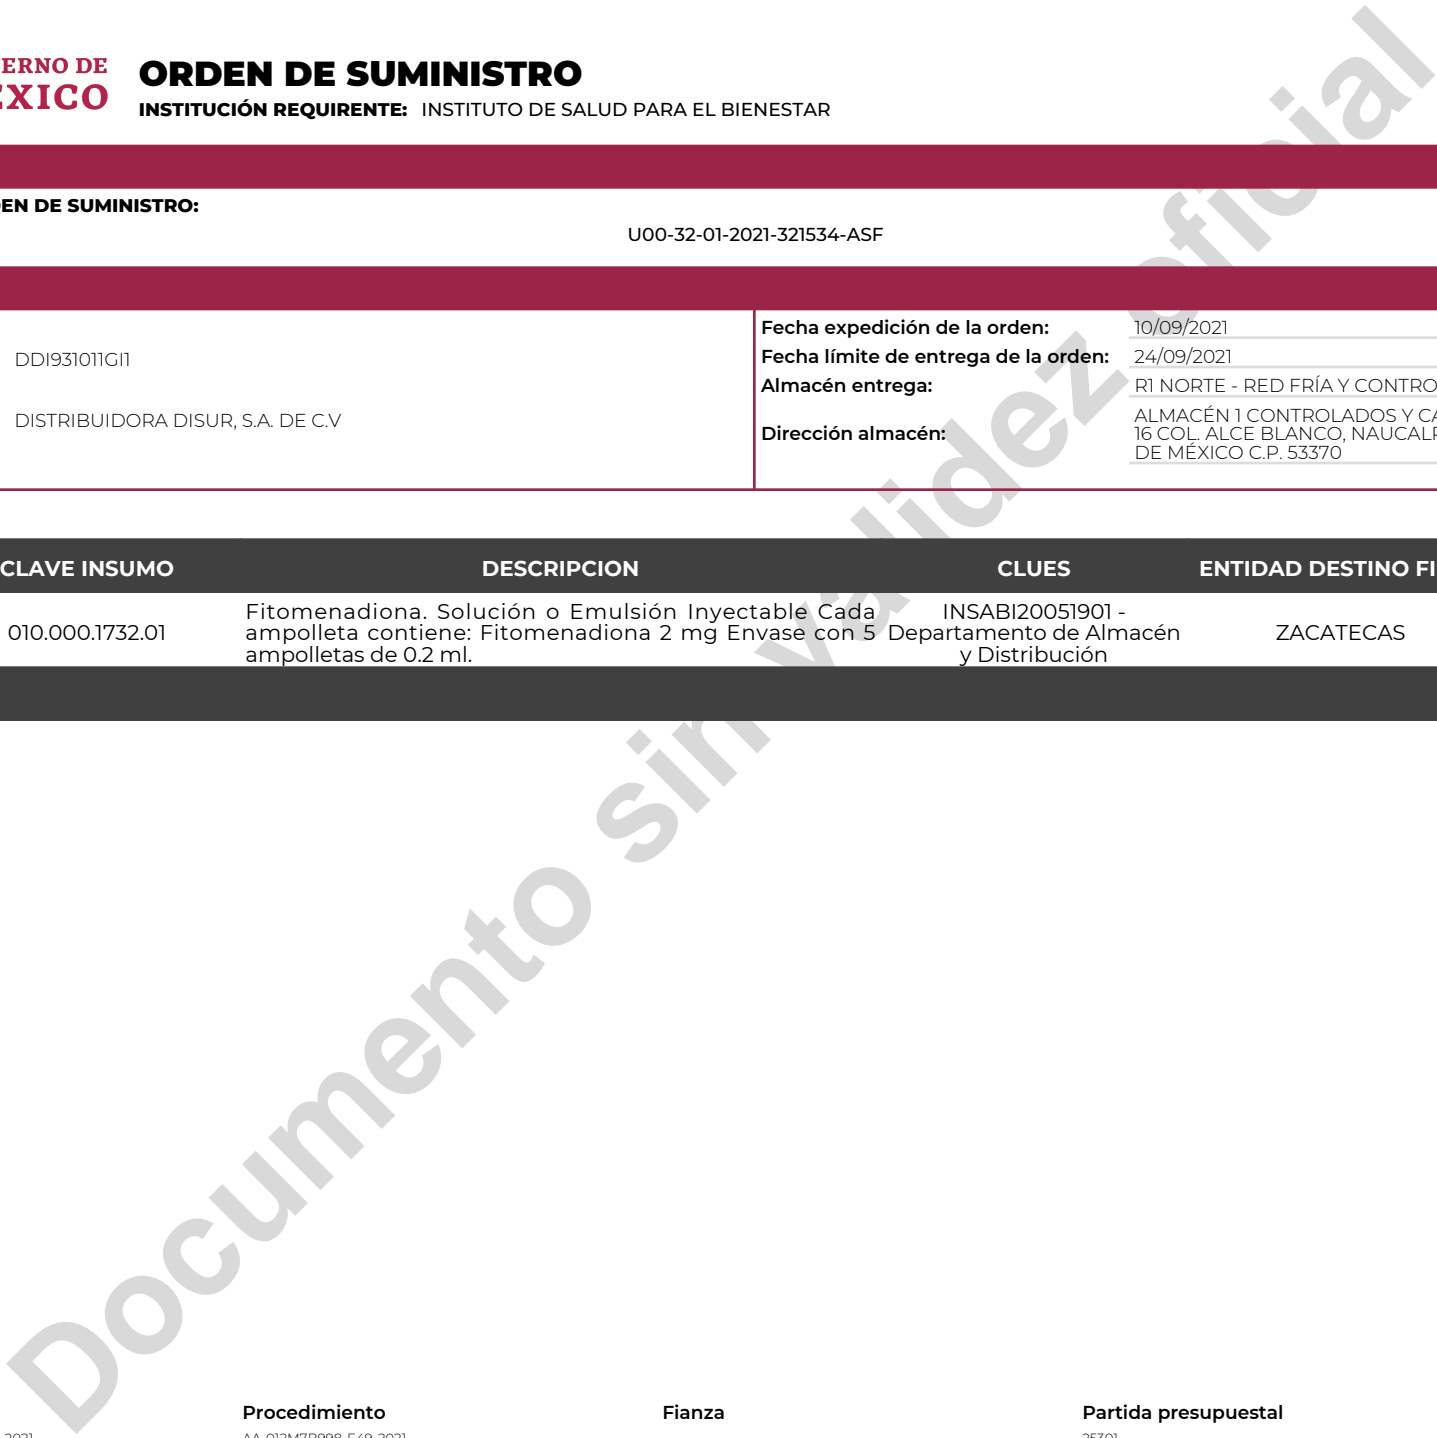 ERNO DE
ORDEN DE SUMINISTRO
INSTITUCIÓN REQUIRENTE: INSTITUTO DE SALUD PARA EL BIENESTAR
EN DE SUMINISTRO:
U00-32-01-2021-321534-ASF
DDI931011GI1
DISTRIBUIDORA DISUR, S.A. DE C.V
Fecha expedición de la orden: 10/09/2021
Fecha límite de entrega de la orden: 24/09/2021
Almacén entrega: R1 NORTE - RED FRÍA Y CONTRO
Dirección almacén: ALMACÉN 1 CONTROLADOS Y CA
16 COL. ALCE BLANCO, NAUCALP
DE MÉXICO C.P. 53370
CLAVE INSUMO DESCRIPCION CLUES ENTIDAD DESTINO FI
010.000.1732.01
Fitomenadiona. Solución o Emulsión Inyectable Cada
ampolleta contiene: Fitomenadiona 2 mg Envase con 5
ampolletas de 0.2 ml.
INSABI20051901 -
Departamento de Almacén
y Distribución
ZACATECAS
Documento sin validez oficial
Procedimiento Fianza Partida presupuestal